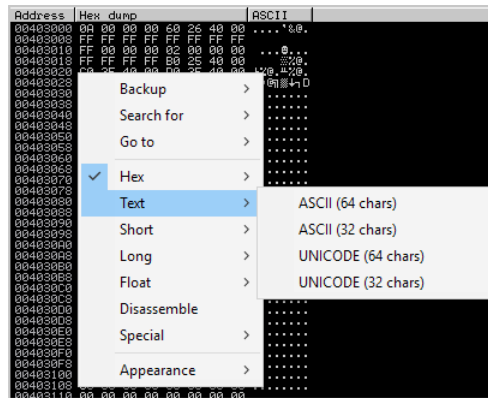 Address Hex dump ASCII
00403000 0A 00 00 00 60 26 40 00 ....`&@.
00403008 FF FF FF FF FF FF FF FF
00403010 FF 00 00 00 02 00 00 00
00403018 FF FF FF FF B0 25 40 00
00403020
00403028
00403030
00403038
00403040
00403048
00403050
00403058
00403060
00403068
00403070
00403078
00403080
00403088
00403090
00403098
004030A0
004030A8
004030B0
004030B8
004030C0
004030C8
004030D0
004030D8
004030E0
004030E8
004030F0
004030F8
00403100
00403108
00403110 00 00 00 00 00 00 00 00
Backup
Search for
Go to
Hex
Text
Short
Long
Float
Disassemble
Special
Appearance
ASCII (64 chars)
ASCII (32 chars)
UNICODE (64 chars)
UNICODE (32 chars)